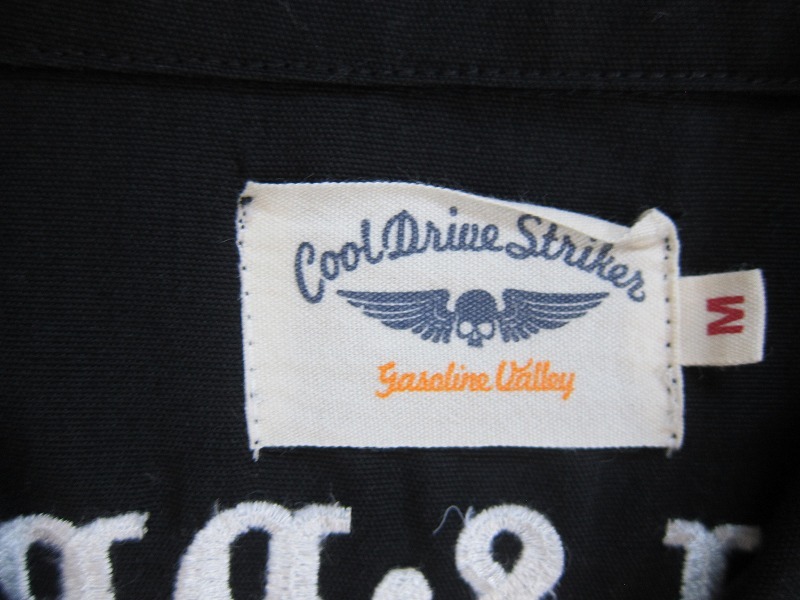 Cool Drive Striker
Gasoline Valley
M